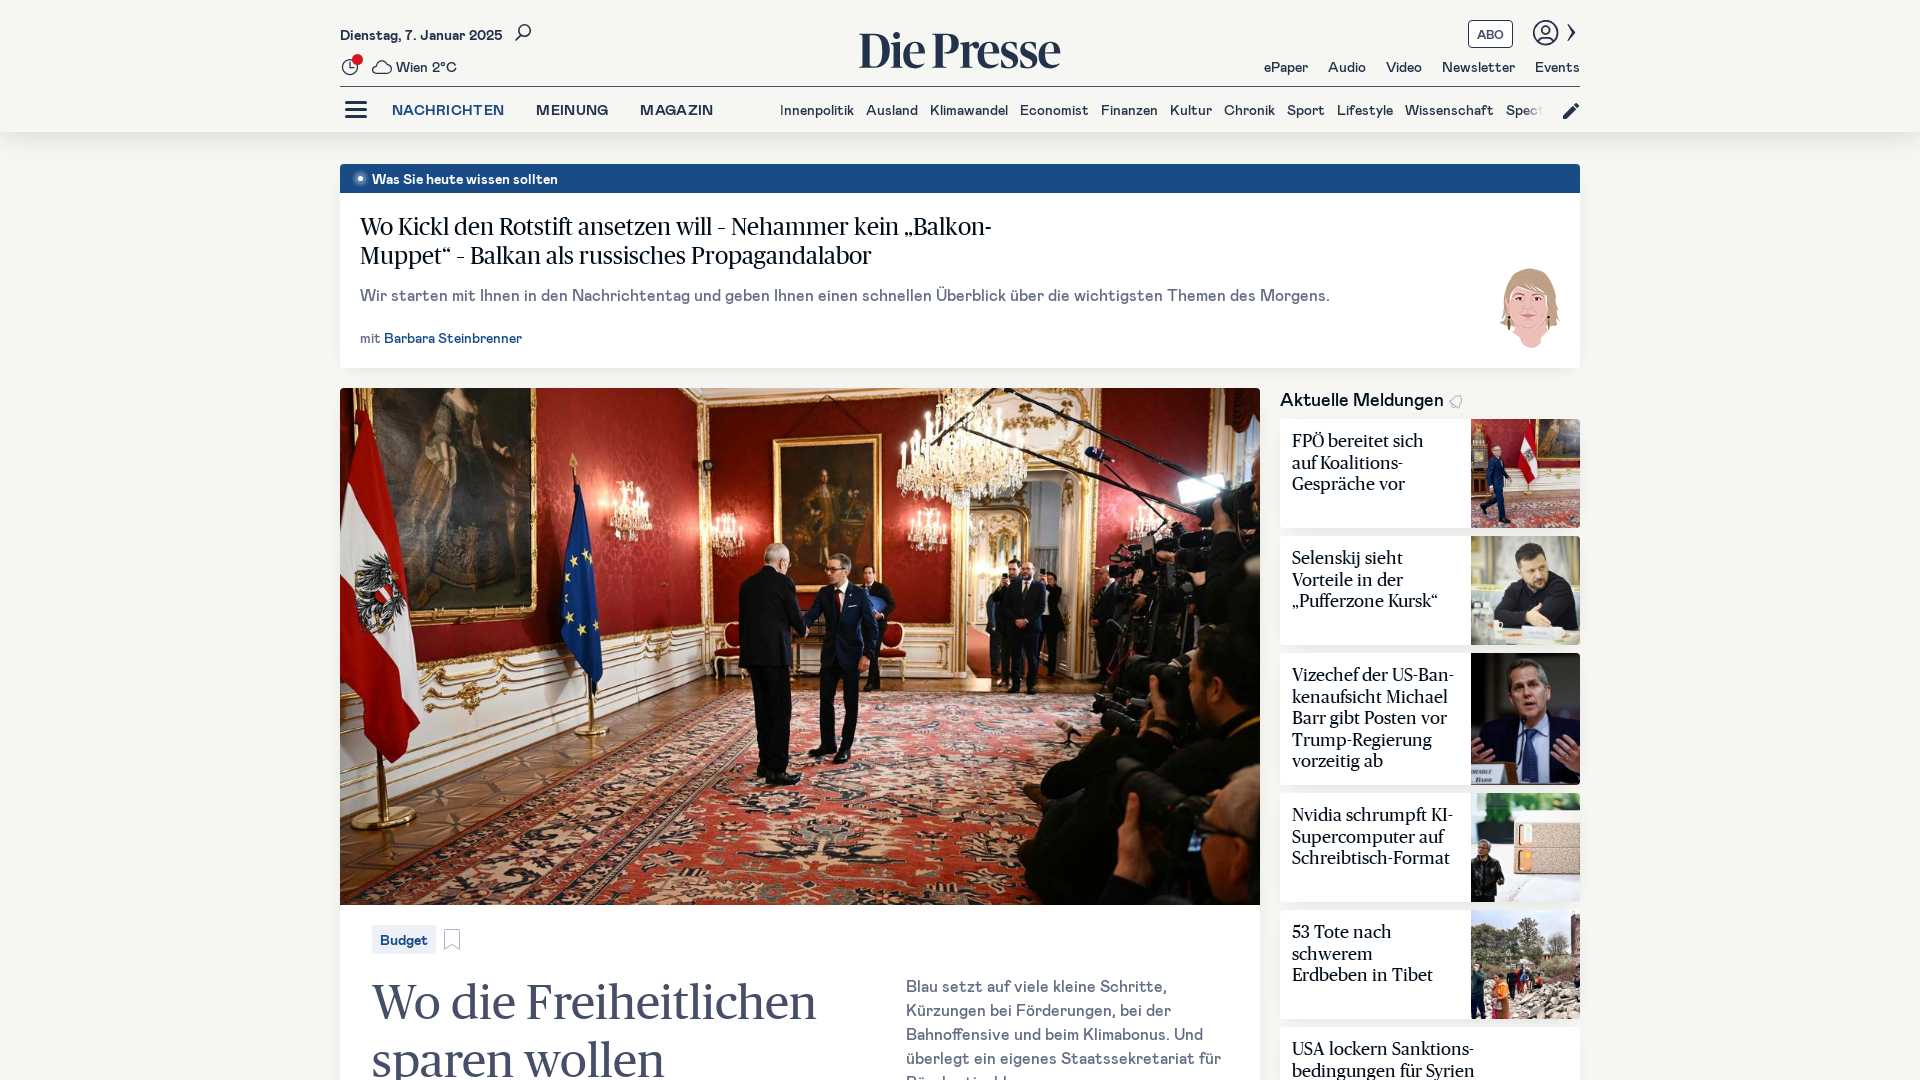 Dienstag, 7. Januar 2025
Wien 2°C
Die Presse
ABO
ePaper Audio Video Newsletter Events
NACHRICHTEN MEINUNG MAGAZIN
Innenpolitik Ausland Klimawandel Economist Finanzen Kultur Chronik Sport Lifestyle Wissenschaft Spect
Was Sie heute wissen sollten
Wo Kickl den Rotstift ansetzen will – Nehammer kein „Balkon-
Muppet“ – Balkan als russisches Propagandalabor
Wir starten mit Ihnen in den Nachrichtentag und geben Ihnen einen schnellen Überblick über die wichtigsten Themen des Morgens.
mit Barbara Steinbrenner
Budget
Wo die Freiheitlichen
sparen wollen
Blau setzt auf viele kleine Schritte,
Kürzungen bei Förderungen, bei der
Bahnoffensive und beim Klimabonus. Und
überlegt ein eigenes Staatssekretariat für
Aktuelle Meldungen
FPÖ bereitet sich
auf Koalitions-
Gespräche vor
Selenskij sieht
Vorteile in der
„Pufferzone Kursk“
Vizechef der US-Ban-
kenaufsicht Michael
Barr gibt Posten vor
Trump-Regierung
vorzeitig ab
Nvidia schrumpft KI-
Supercomputer auf
Schreibtisch-Format
53 Tote nach
schwerem
Erdbeben in Tibet
USA lockern Sanktions-
bedingungen für Syrien